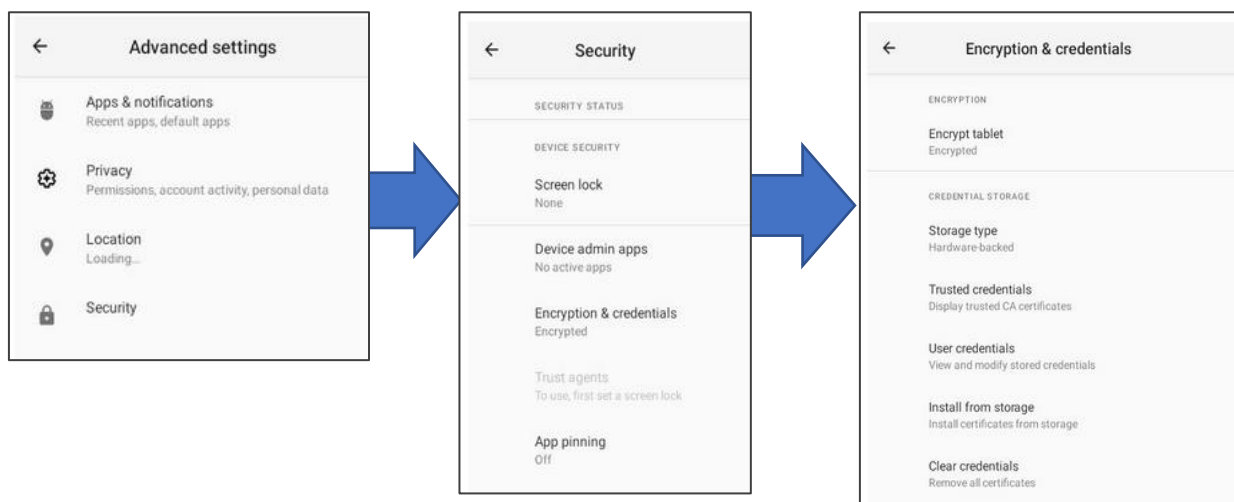 Advanced settings
Apps & notifications
Recent apps, default apps
Privacy
Permissions, account activity, personal data
Location
Loading...
Security
Security
SECURITY STATUS
DEVICE SECURITY
Screen lock
None
Device admin apps
No active apps
Encryption & credentials
Encrypted
Trust agents
To use, first set a screen lock
App pinning
Off
Encryption & credentials
ENCRYPTION
Encrypt tablet
Encrypted
CREDENTIAL STORAGE
Storage type
Hardware-backed
Trusted credentials
Display trusted CA certificates
User credentials
View and modify stored credentials
Install from storage
Install certificates from storage
Clear credentials
Remove all certificates